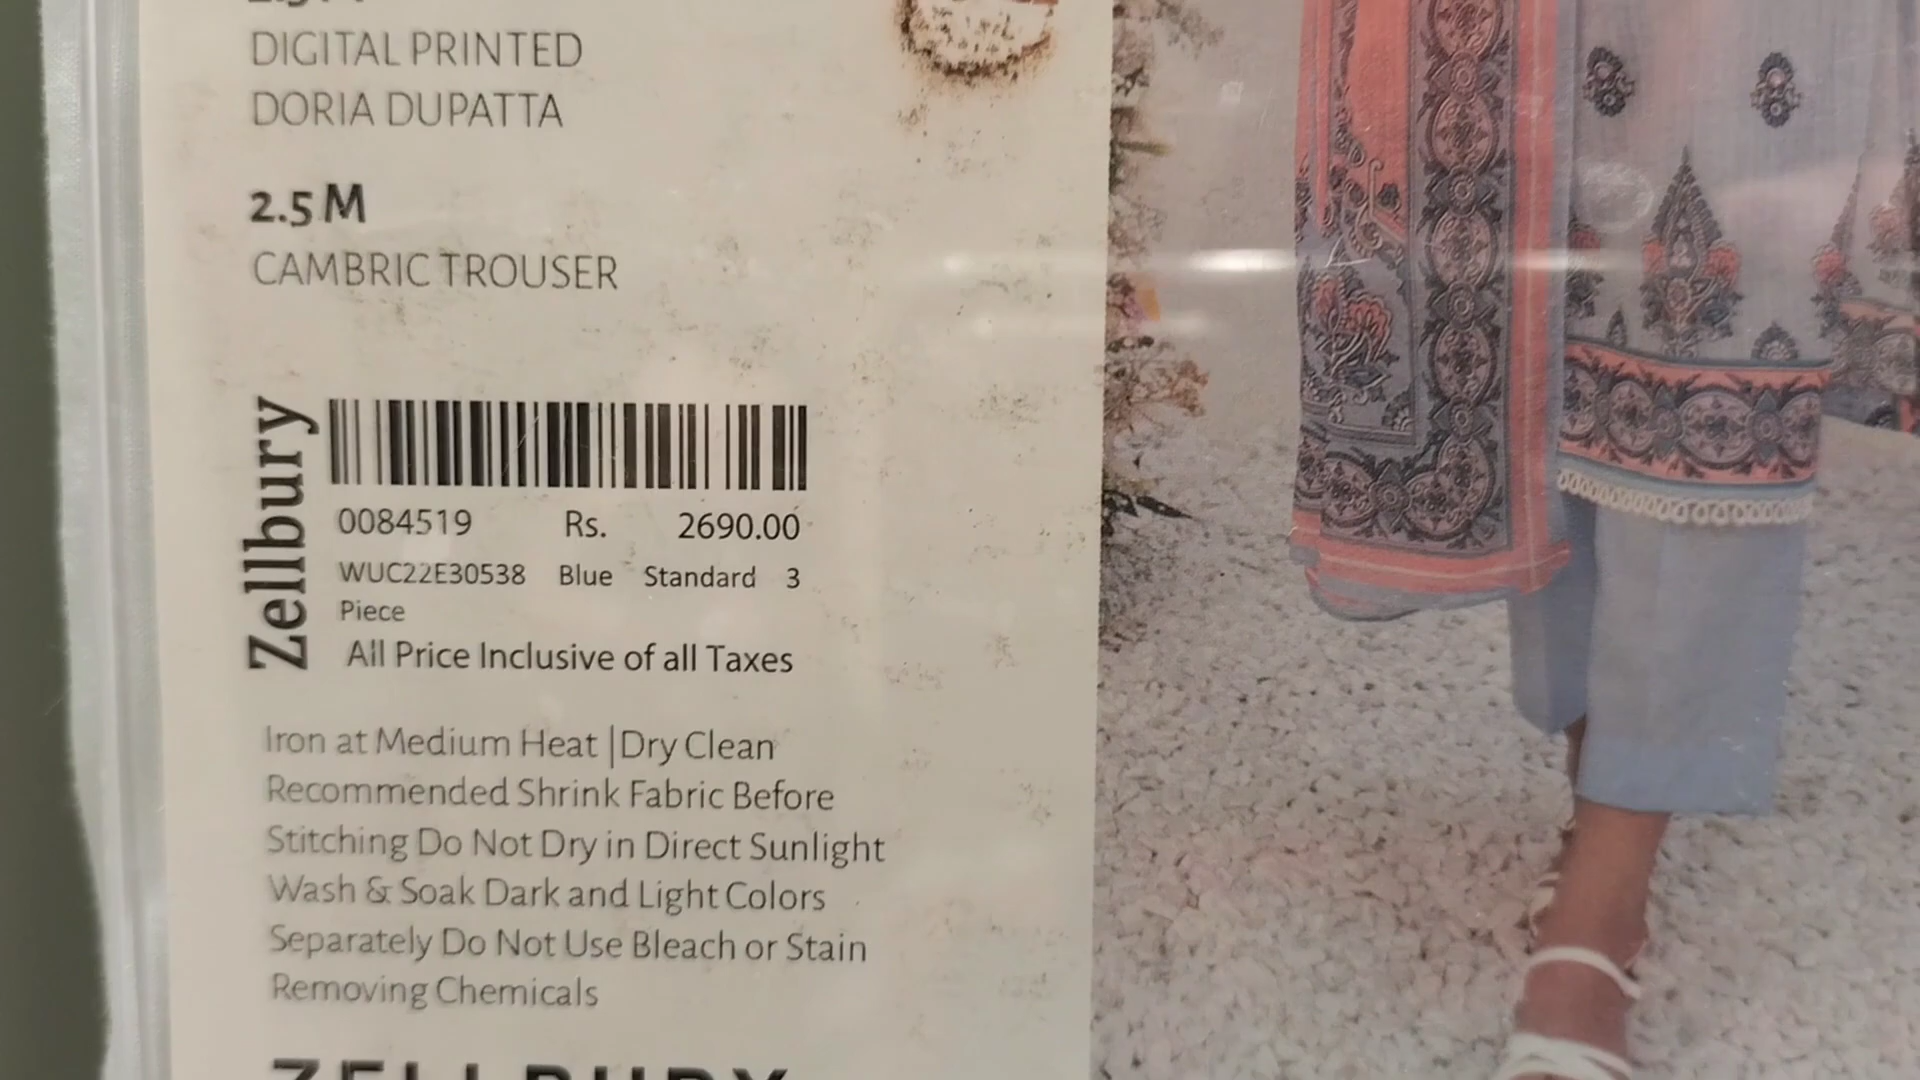 DIGITAL PRINTED
DORIA DUPATTA
2.5 M
CAMBRIC TROUSER
Zellbury
0084519 Rs. 2690.00
WUC22E30538 Blue Standard 3
Piece
All Price Inclusive of all Taxes
Iron at Medium Heat |Dry Clean
Recommended Shrink Fabric Before
Stitching Do Not Dry in Direct Sunlight
Wash & Soak Dark and Light Colors
Separately Do Not Use Bleach or Stain
Removing Chemicals
ZELLBURY